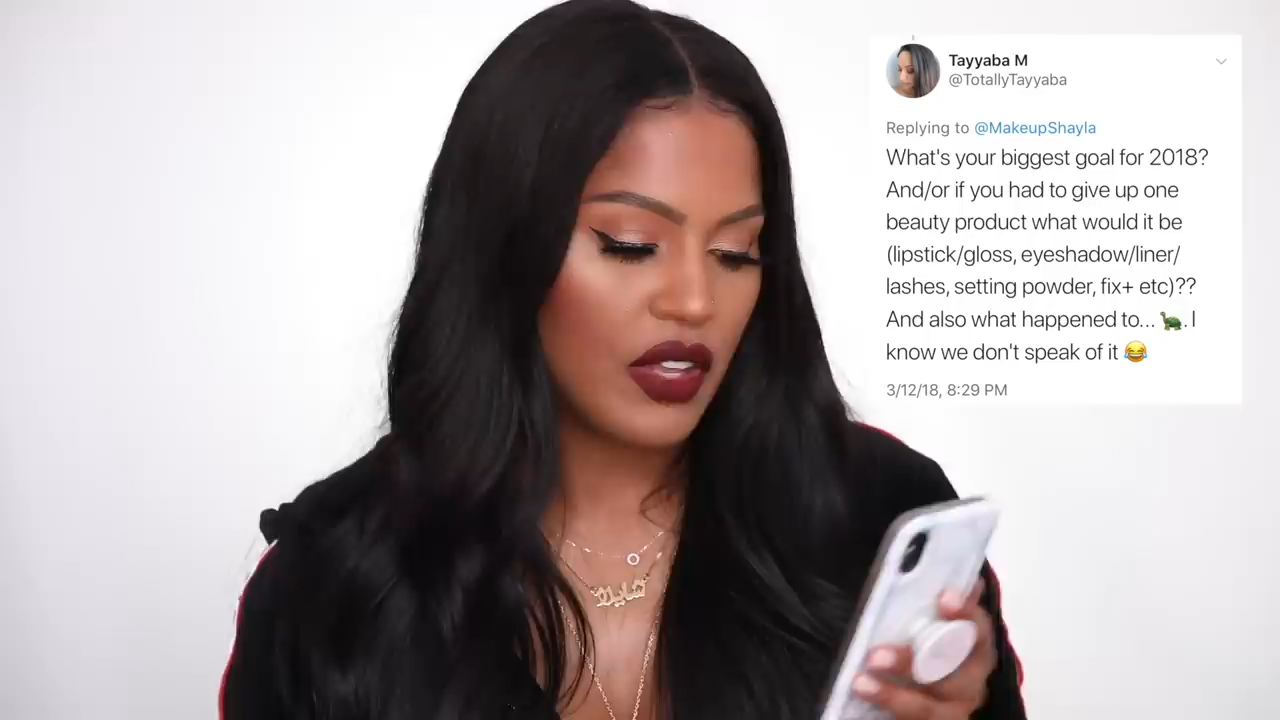 Tayyaba M
@TotallyTayyaba
Replying to @MakeupShayla
What's your biggest goal for 2018?
And/or if you had to give up one
beauty product what would it be
(lipstick/gloss, eyeshadow/liner/
lashes, setting powder, fix+ etc)??
And also what happened to... 🐢. I
know we don't speak of it 😂
3/12/18, 8:29 PM
شايلا